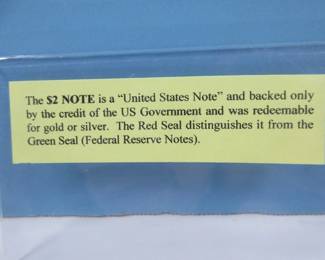 The $2 NOTE is a “United States Note” and backed only
by the credit of the US Government and was redeemable
for gold or silver.  The Red Seal distinguishes it from the
Green Seal (Federal Reserve Notes).